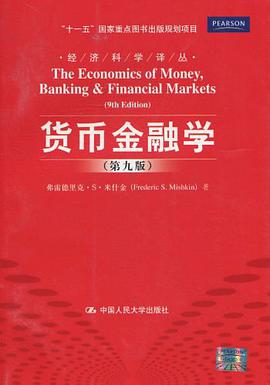 “十一五”国家重点图书出版规划项目
PEARSON
·经/济/科/学/译/丛·
The Economics of Money,
Banking & Financial Markets
(9th Edition)
货币金融学
(第九版)
弗雷德里克·S·米什金 (Frederic S. Mishkin) 著
中国人民大学出版社